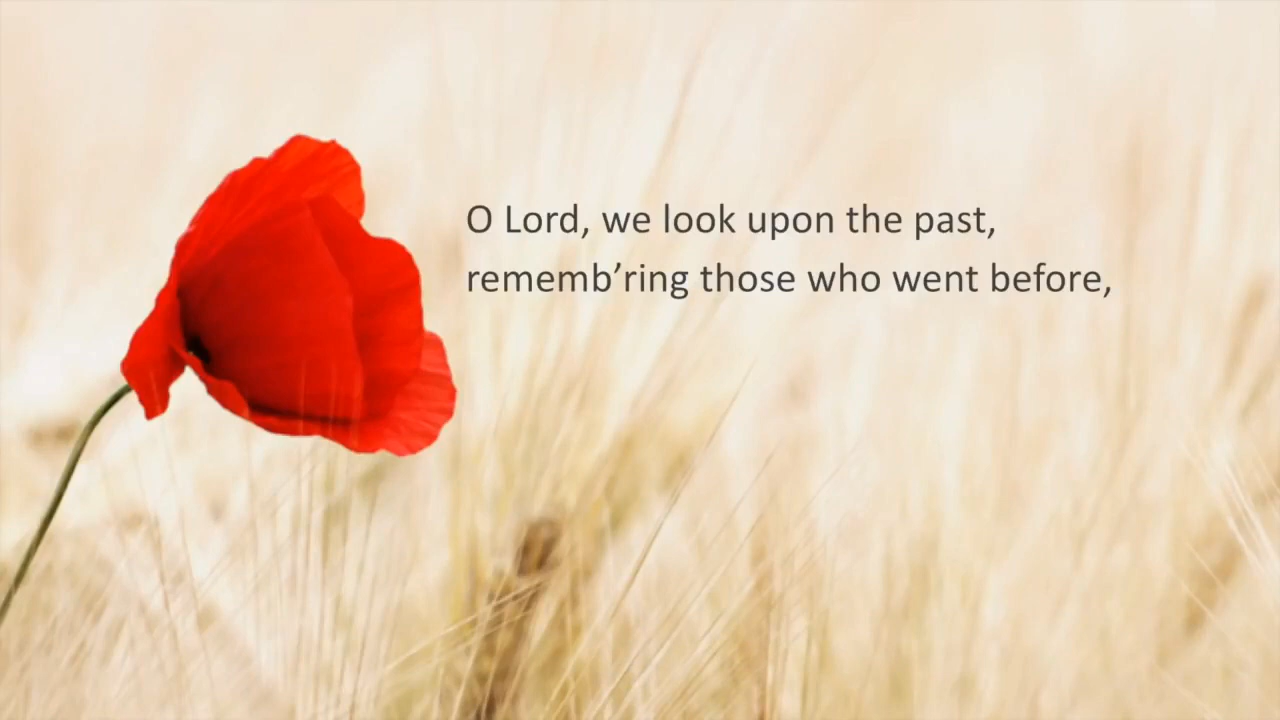 O Lord, we look upon the past,
rememb’ring those who went before,